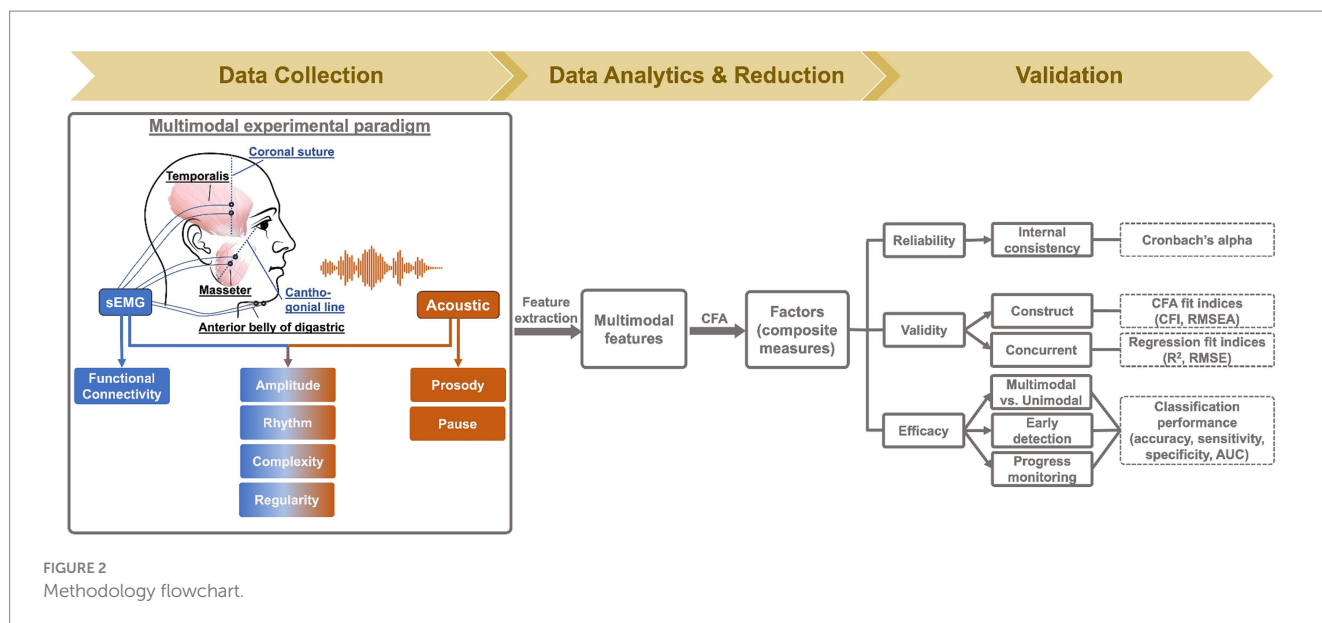 Data Collection
Data Analytics & Reduction
Validation
Multimodal experimental paradigm
Coronal suture
Temporalis
Masseter
Cantho-
gonial line
sEMG
Anterior belly of digastric
Acoustic
Functional
Connectivity
Amplitude
Rhythm
Complexity
Regularity
Prosody
Pause
Feature
extraction
Multimodal
features
CFA
Factors
(composite
measures)
Reliability
Internal
consistency
Cronbach's alpha
Validity
Construct
CFA fit indices
(CFI, RMSEA)
Concurrent
Regression fit indices
(R², RMSE)
Efficacy
Multimodal
vs. Unimodal
Early
detection
Progress
monitoring
Classification
performance
(accuracy, sensitivity,
specificity, AUC)
FIGURE 2
Methodology flowchart.